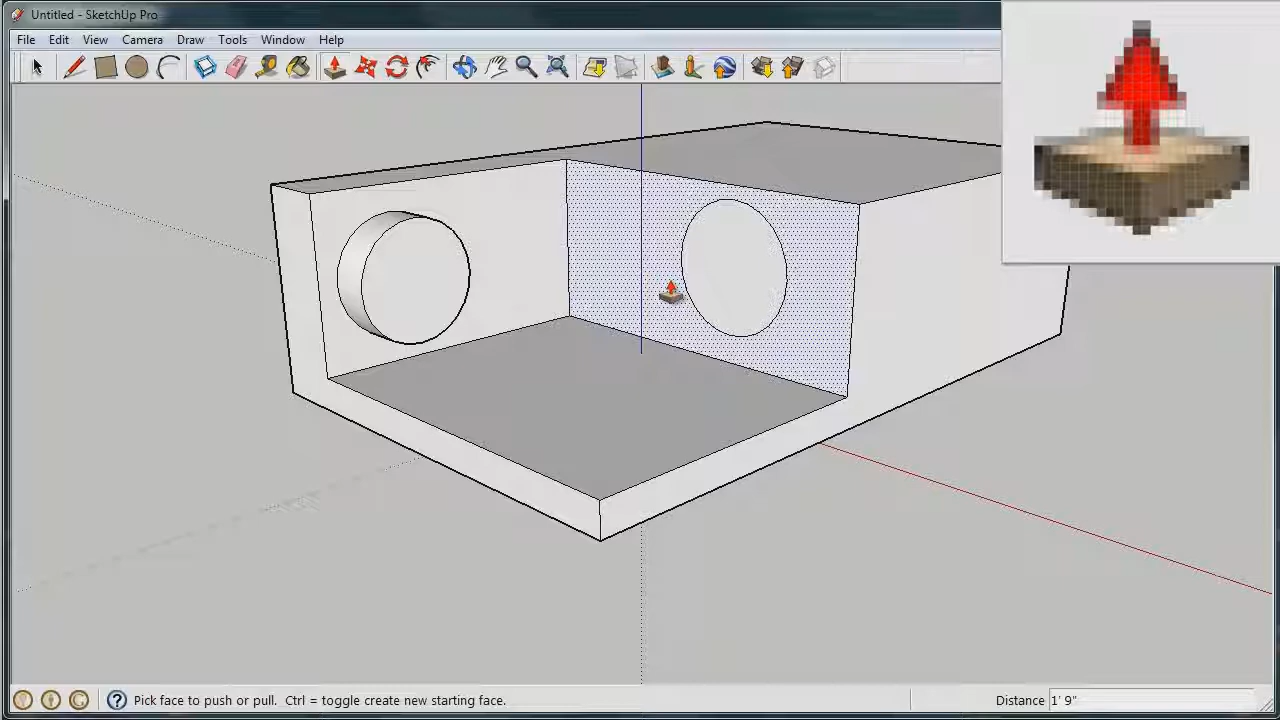 Untitled - SketchUp Pro
File Edit View Camera Draw Tools Window Help
Pick face to push or pull. Ctrl = toggle create new starting face. Distance 1' 9"